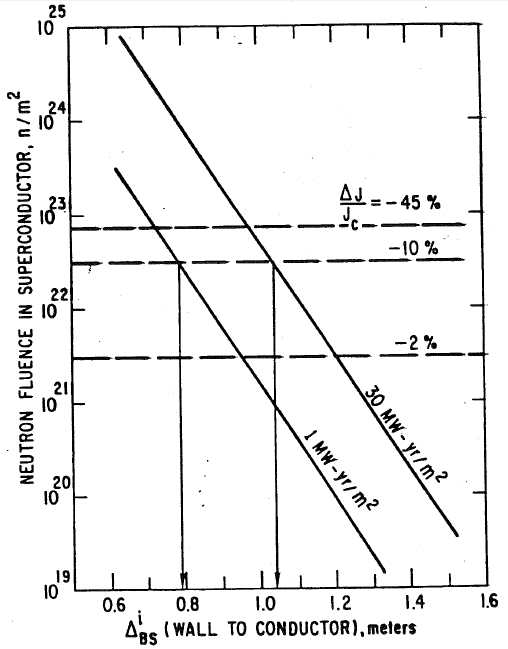 10^25
10^24
10^23
10^22
10^21
10^20
10^19
NEUTRON FLUENCE IN SUPERCONDUCTOR, n/m^2
ΔJ/J_c = -45 %
-10 %
-2 %
30 MW-yr/m^2
1 MW-yr/m^2
0.6 0.8 1.0 1.2 1.4 1.6
Δ^i_BS (WALL TO CONDUCTOR), meters